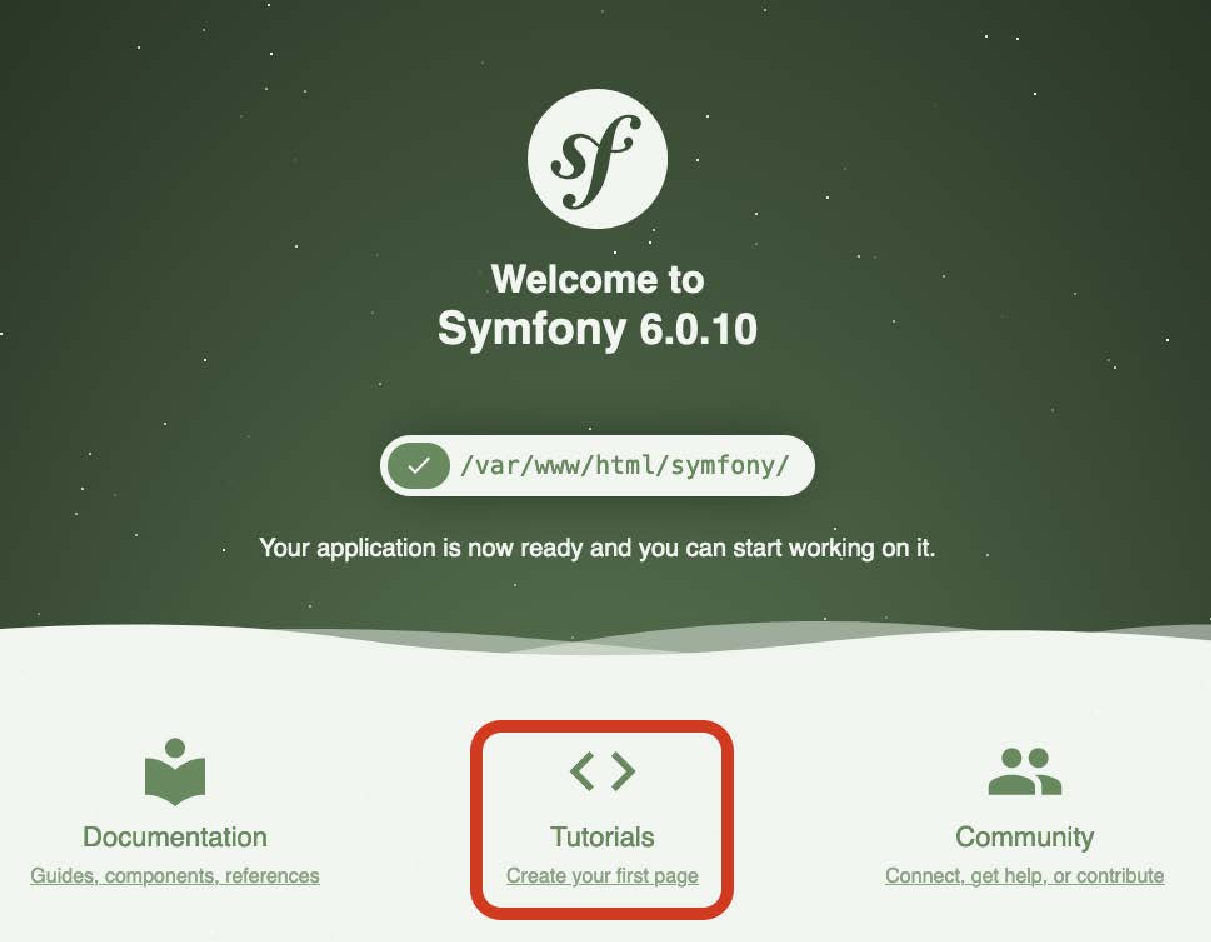 sf
Welcome to
Symfony 6.0.10
/var/www/html/symfony/
Your application is now ready and you can start working on it.
Documentation
Guides, components, references
Tutorials
Create your first page
Community
Connect, get help, or contribute